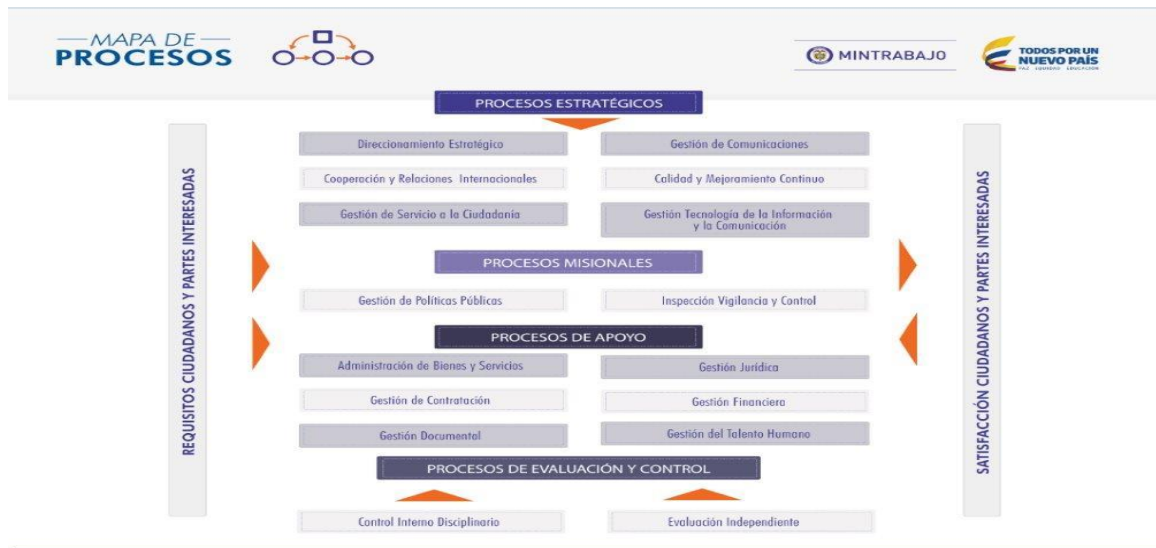 MAPA DE
PROCESOS
MINTRABAJO
TODOS POR UN
NUEVO PAÍS
PAZ EQUIDAD EDUCACIÓN
PROCESOS ESTRATÉGICOS
Direccionamiento Estratégico
Gestión de Comunicaciones
Cooperación y Relaciones Internacionales
Calidad y Mejoramiento Continuo
Gestión de Servicio a la Ciudadanía
Gestión Tecnología de la Información
y la Comunicación
PROCESOS MISIONALES
Gestión de Políticas Públicas
Inspección Vigilancia y Control
PROCESOS DE APOYO
Administración de Bienes y Servicios
Gestión Jurídica
Gestión de Contratación
Gestión Financiera
Gestión Documental
Gestión del Talento Humano
PROCESOS DE EVALUACIÓN Y CONTROL
Control Interno Disciplinario
Evaluación Independiente
REQUISITOS CIUDADANOS Y PARTES INTERESADAS
SATISFACCIÓN CIUDADANOS Y PARTES INTERESADAS